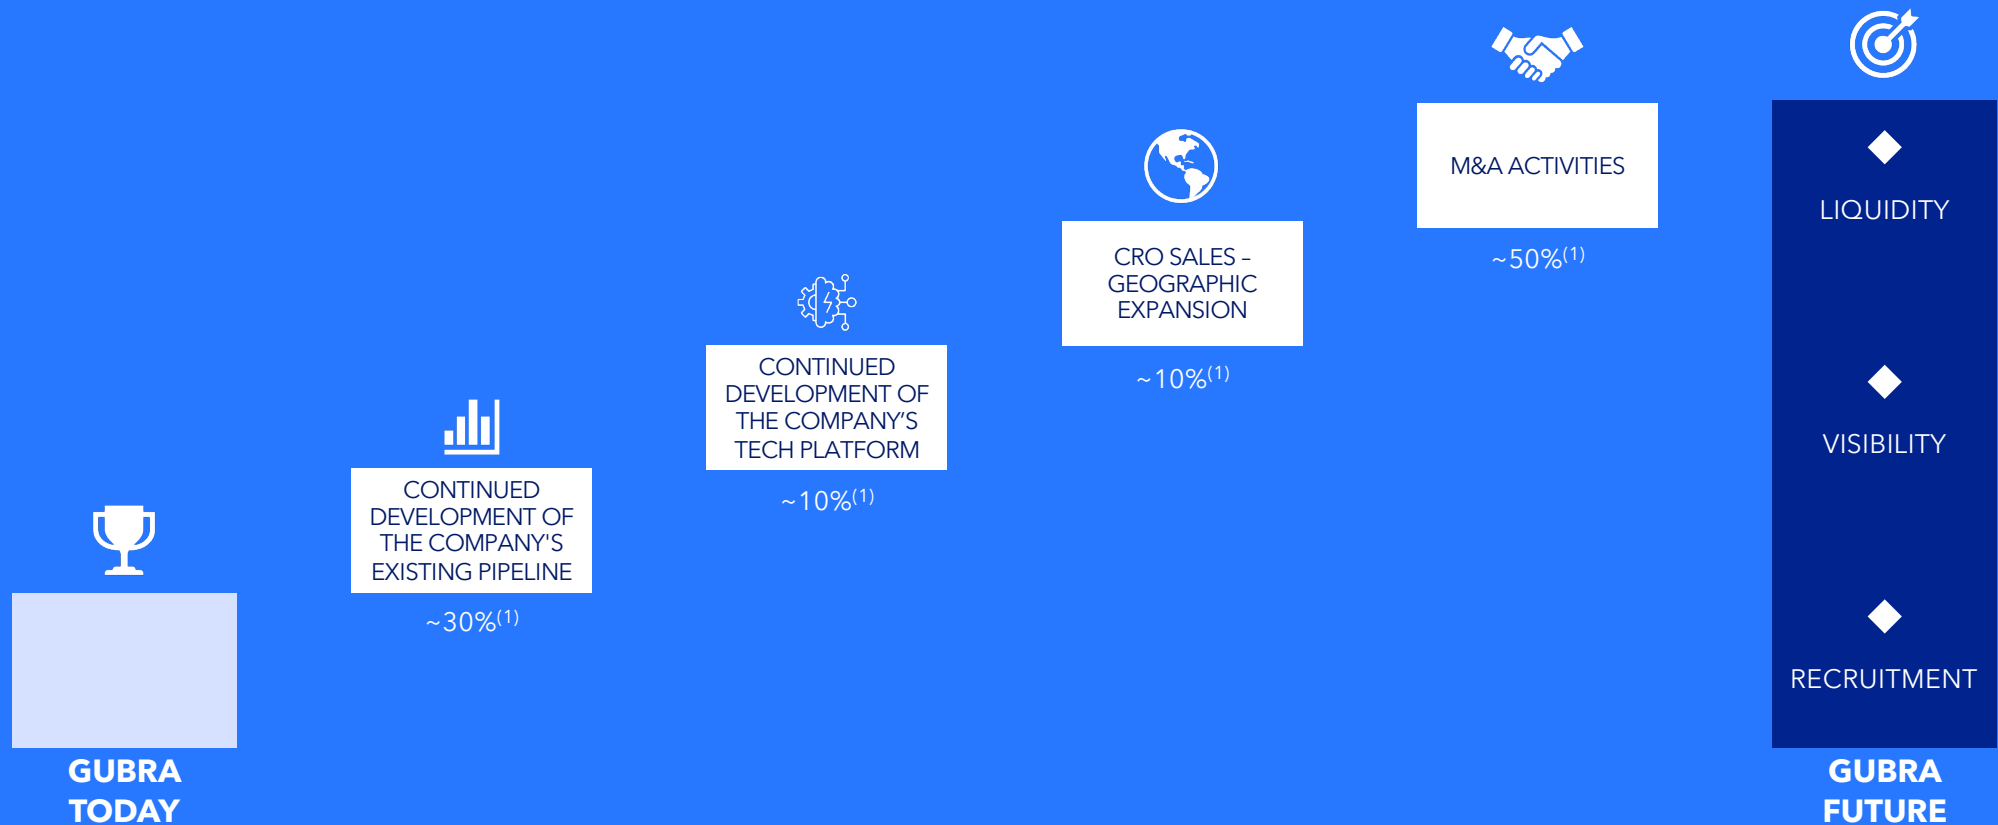 GUBRA
TODAY
CONTINUED
DEVELOPMENT OF
THE COMPANY'S
EXISTING PIPELINE
~30%(1)
CONTINUED
DEVELOPMENT OF
THE COMPANY’S
TECH PLATFORM
~10%(1)
CRO SALES –
GEOGRAPHIC
EXPANSION
~10%(1)
M&A ACTIVITIES
~50%(1)
LIQUIDITY
VISIBILITY
RECRUITMENT
GUBRA
FUTURE